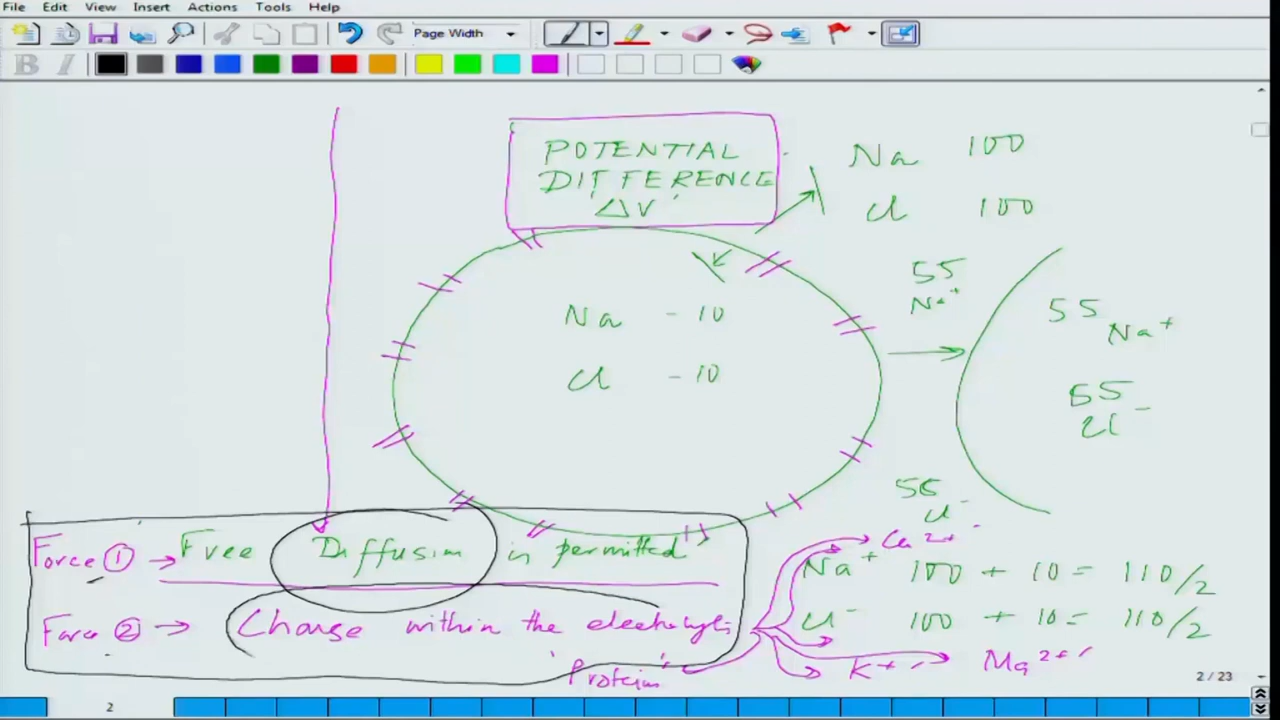 File Edit View Insert Actions Tools Help
Page Width
B I
POTENTIAL
DIFFERENCE
ΔV
Na 100
Cl 100
Na - 10
Cl - 10
55
Na+
55
Na+
55
Cl-
55
Cl-
Force ① → Free Diffusion is permitted
Force ② → Charge within the electrolytes
'Proteins'
Ca2+
Na+ 100 + 10 = 110/2
Cl- 100 + 10 = 110/2
K+, Mg2+,
2 / 23
2